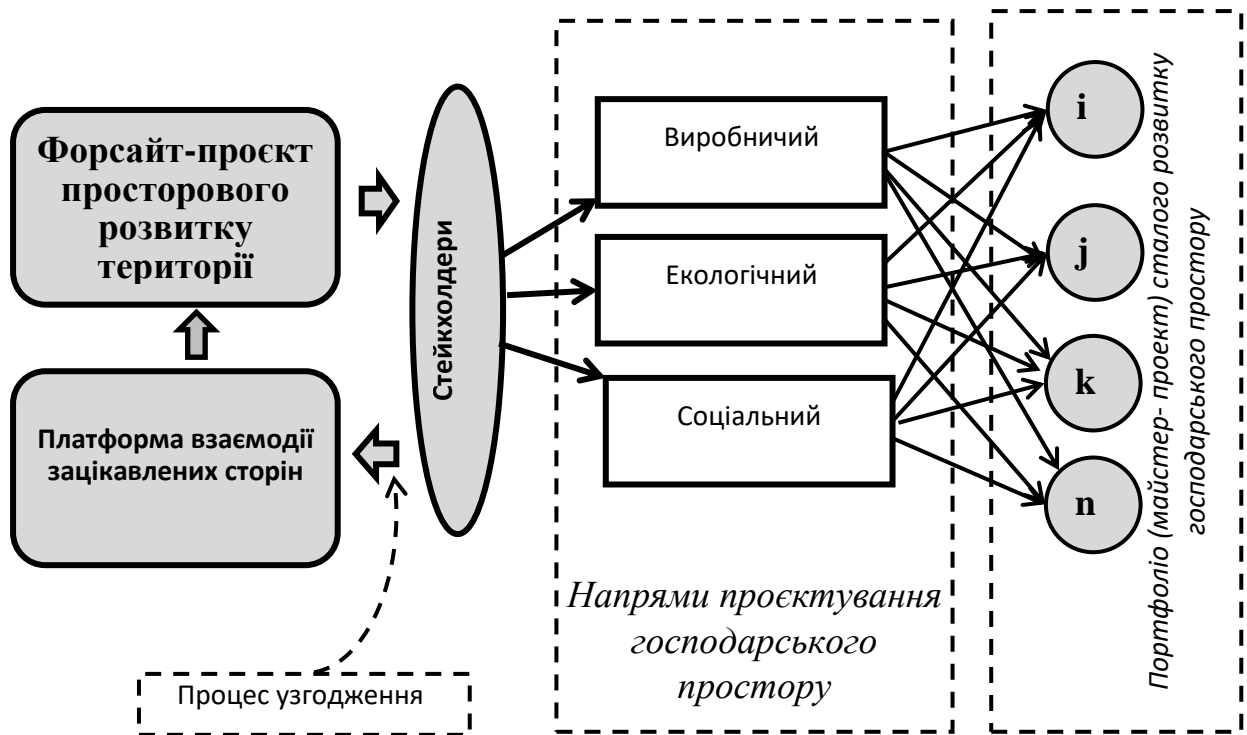 Форсайт-проєкт
просторового
розвитку
території
Платформа взаємодії
зацікавлених сторін
Процес узгодження
Стейкхолдери
Виробничий
Екологічний
Соціальний
Напрями проєктування
господарського
простору
i
j
k
n
Портфоліо (майстер- проект) сталого розвитку
господарського простору